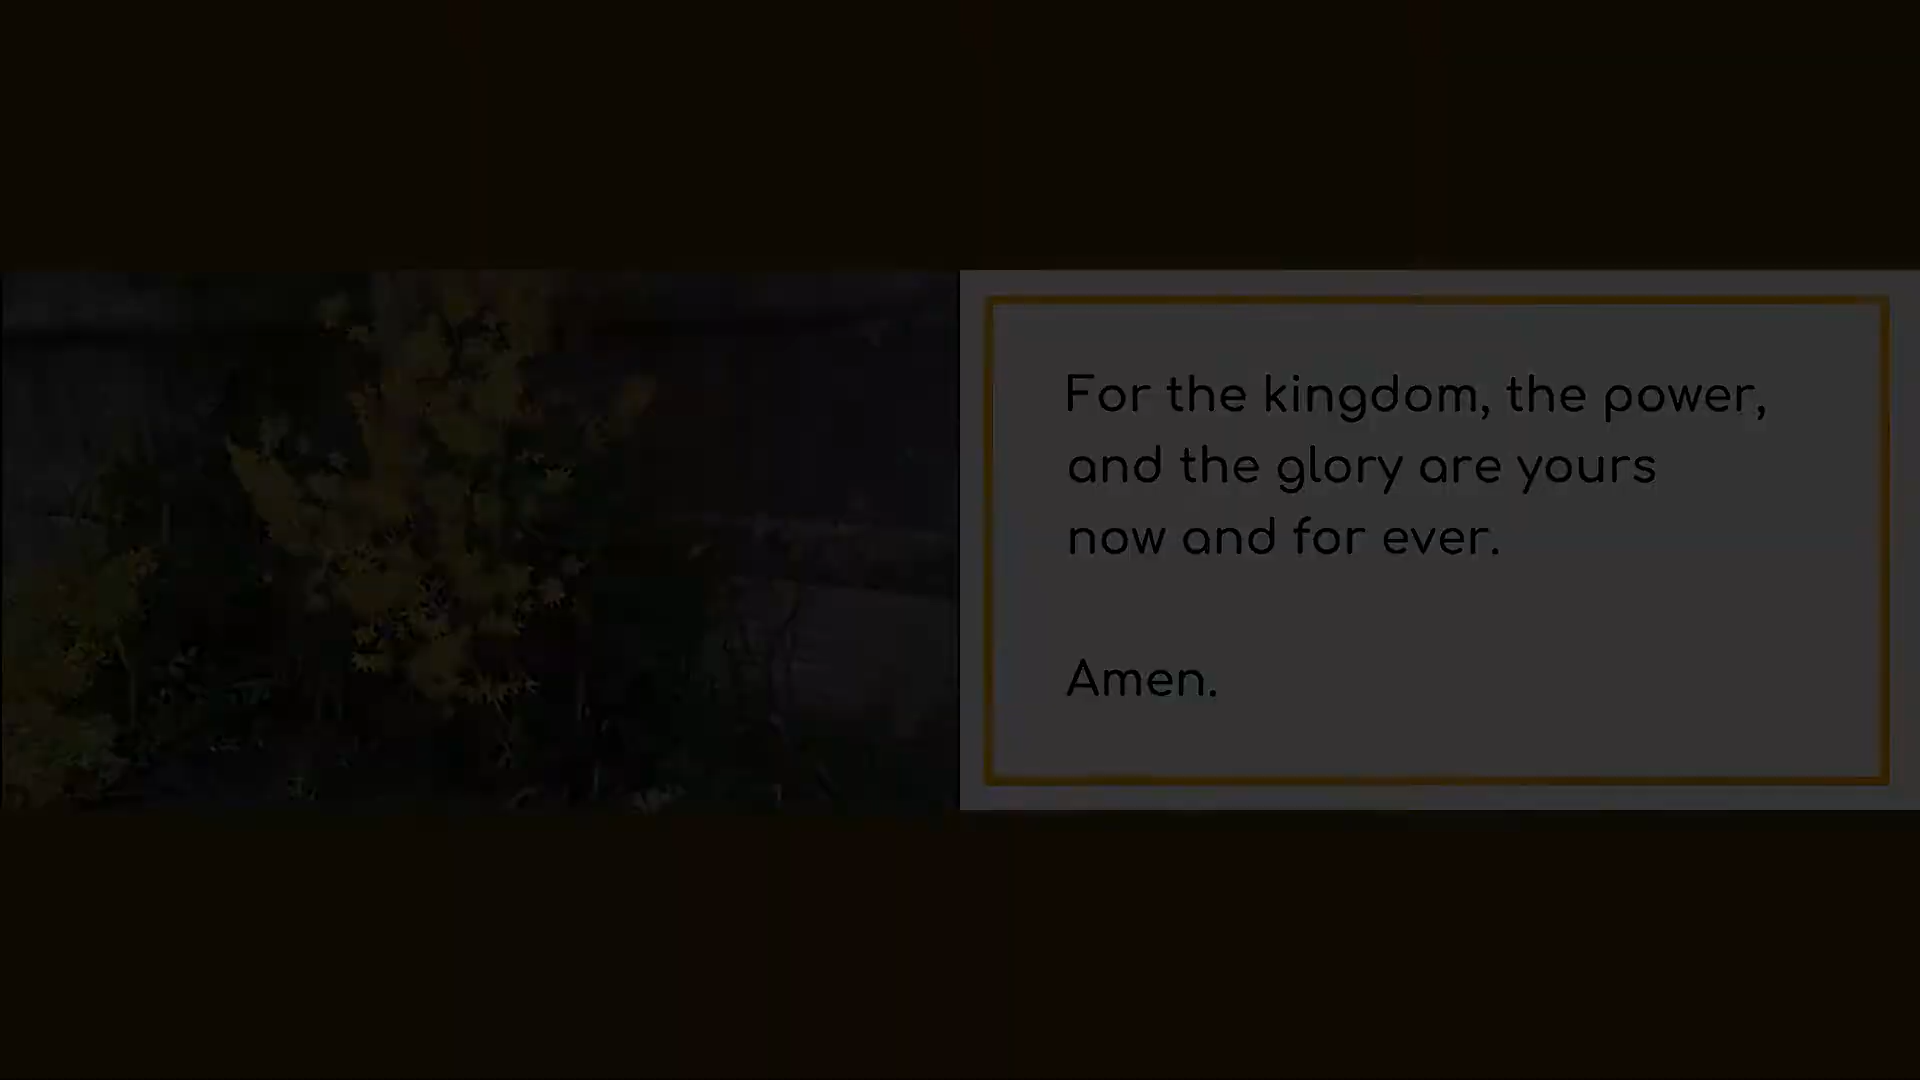 For the kingdom, the power,
and the glory are yours
now and for ever.
Amen.